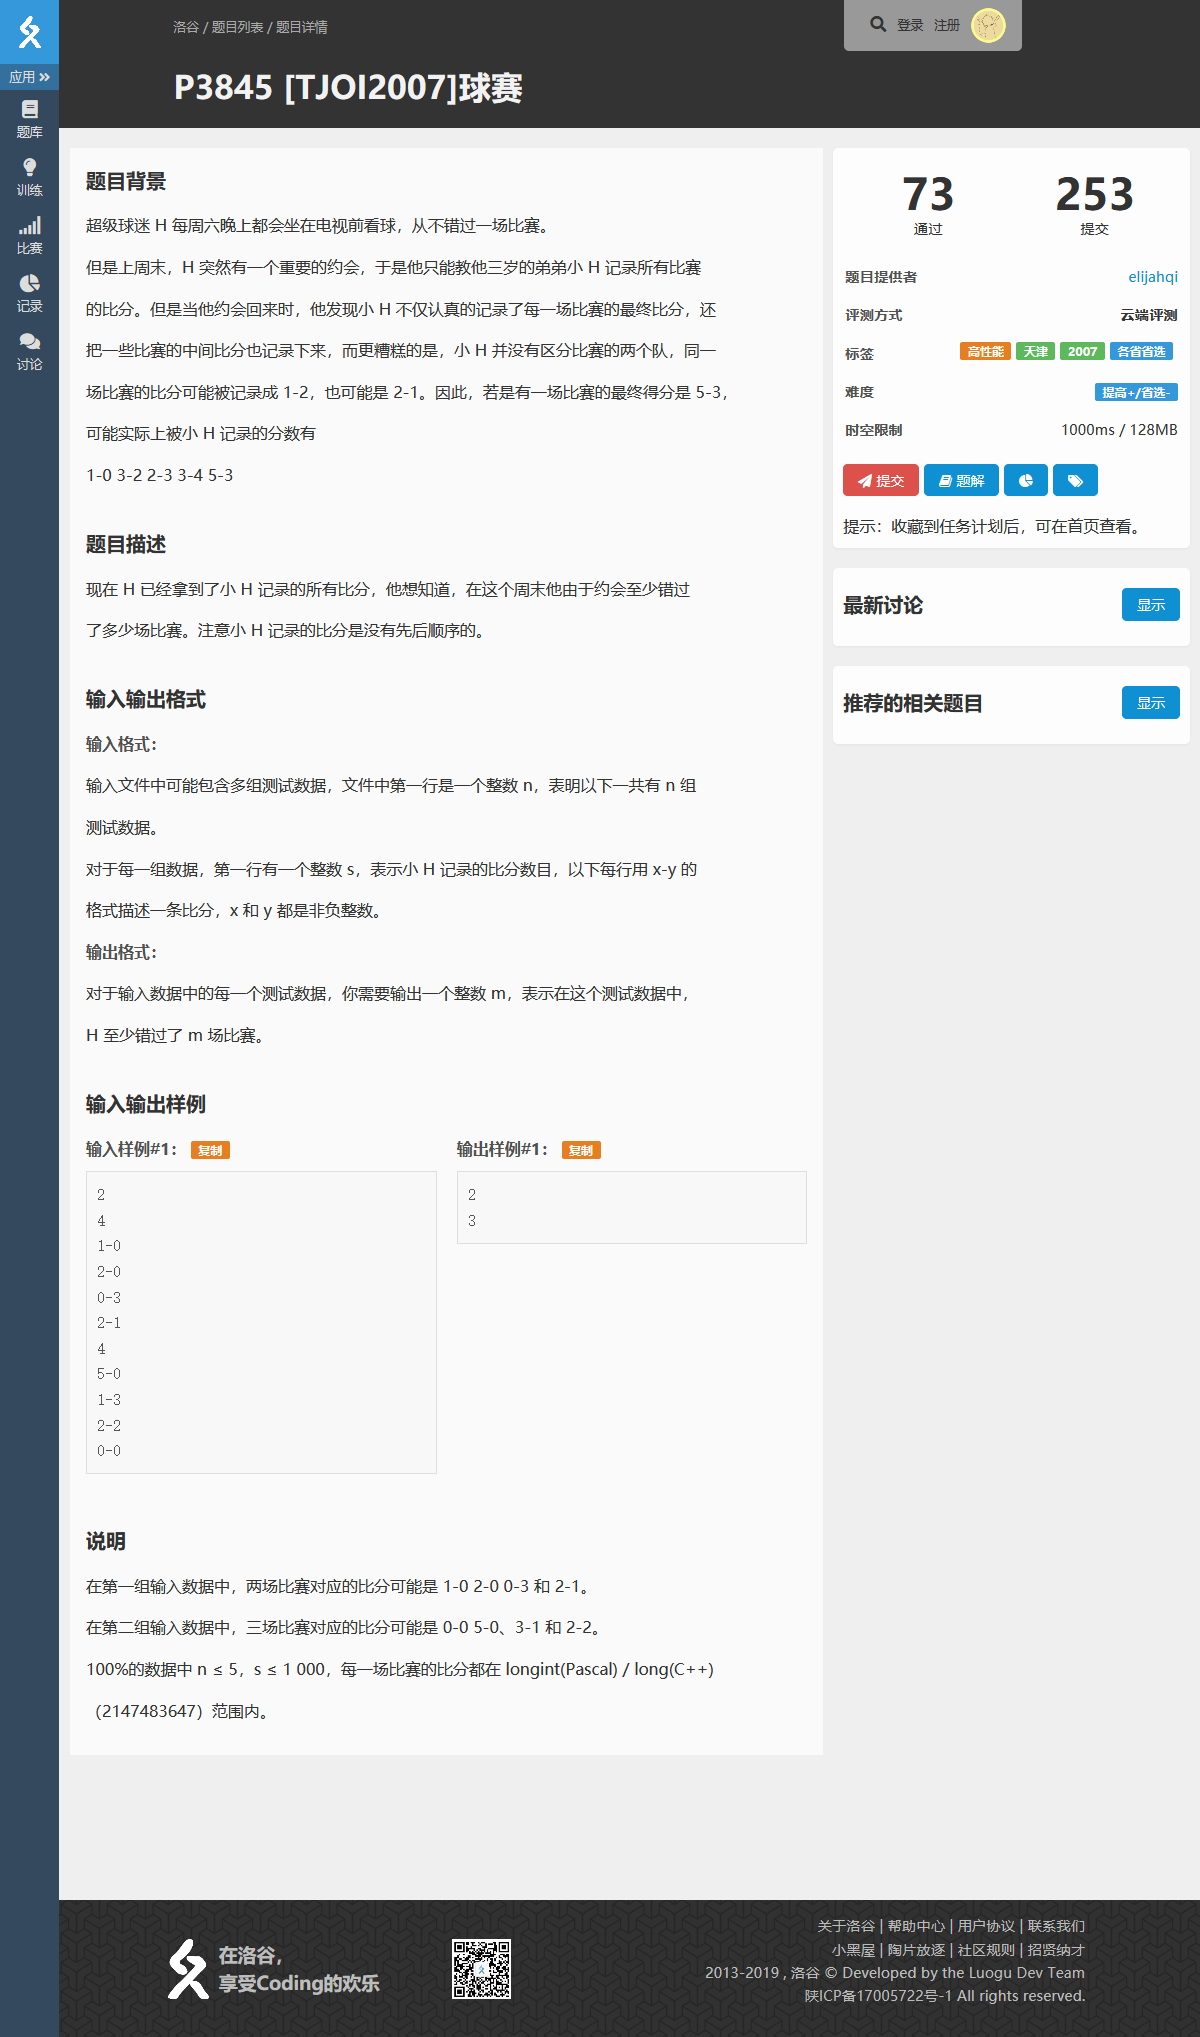 洛谷 / 题目列表 / 题目详情
登录 注册
P3845 [TJOI2007]球赛
应用
题库
训练
比赛
记录
讨论
题目背景
超级球迷 H 每周六晚上都会坐在电视前看球，从不错过一场比赛。
但是上周末，H 突然有一个重要的约会，于是他只能教他三岁的弟弟小 H 记录所有比赛
的比分。但是当他约会回来时，他发现小 H 不仅认真的记录了每一场比赛的最终比分，还
把一些比赛的中间比分也记录下来，而更糟糕的是，小 H 并没有区分比赛的两个队，同一
场比赛的比分可能被记录成 1-2，也可能是 2-1。因此，若是有一场比赛的最终得分是 5-3，
可能实际上被小 H 记录的分数有
1-0 3-2 2-3 3-4 5-3
题目描述
现在 H 已经拿到了小 H 记录的所有比分，他想知道，在这个周末他由于约会至少错过
了多少场比赛。注意小 H 记录的比分是没有先后顺序的。
输入输出格式
输入格式：
输入文件中可能包含多组测试数据，文件中第一行是一个整数 n，表明以下一共有 n 组
测试数据。
对于每一组数据，第一行有一个整数 s，表示小 H 记录的比分数目，以下每行用 x-y 的
格式描述一条比分，x 和 y 都是非负整数。
输出格式：
对于输入数据中的每一个测试数据，你需要输出一个整数 m，表示在这个测试数据中，
H 至少错过了 m 场比赛。
输入输出样例
输入样例#1： 复制
2
4
1-0
2-0
0-3
2-1
4
5-0
1-3
2-2
0-0
输出样例#1： 复制
2
3
说明
在第一组输入数据中，两场比赛对应的比分可能是 1-0 2-0 0-3 和 2-1。
在第二组输入数据中，三场比赛对应的比分可能是 0-0 5-0、3-1 和 2-2。
100%的数据中 n ≤ 5，s ≤ 1 000，每一场比赛的比分都在 longint(Pascal) / long(C++)
（2147483647）范围内。
73 253
通过 提交
题目提供者 elijahqi
评测方式 云端评测
标签 高性能 天津 2007 各省省选
难度 提高+/省选-
时空限制 1000ms / 128MB
提交 题解
提示：收藏到任务计划后，可在首页查看。
最新讨论 显示
推荐的相关题目 显示
在洛谷，
享受Coding的欢乐
关于洛谷 | 帮助中心 | 用户协议 | 联系我们
小黑屋 | 陶片放逐 | 社区规则 | 招贤纳才
2013-2019 , 洛谷 © Developed by the Luogu Dev Team
陕ICP备17005722号-1 All rights reserved.